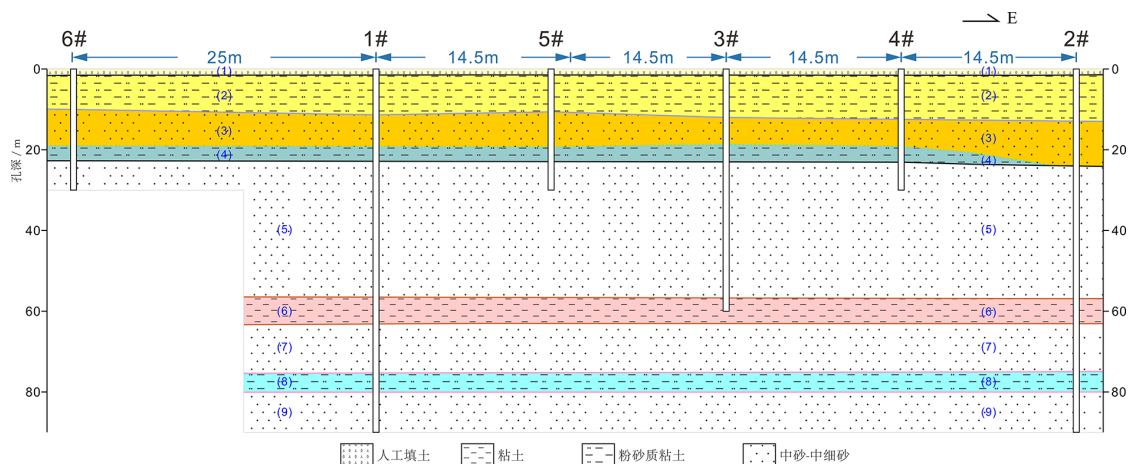 E
6# 1# 5# 3# 4# 2#
25m 14.5m 14.5m 14.5m 14.5m
0 (1) (1) 0
(2) (2)
(3) (3)
20 (4) (4) 20
孔深/m
40 (5) (5) 40
60 (6) (6) 60
(7) (7)
80 (8) (8) 80
(9) (9)
人工填土 粘土 粉砂质粘土 中砂-中细砂